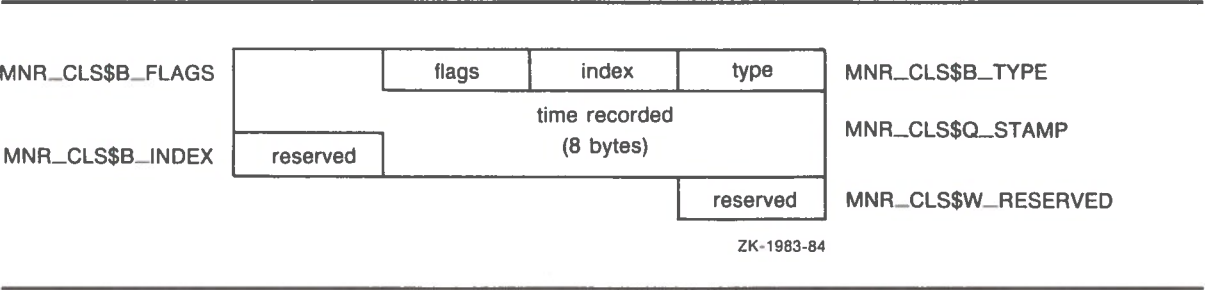 MNR_CLS$B_FLAGS flags index type MNR_CLS$B_TYPE
time recorded
(8 bytes) MNR_CLS$Q_STAMP
MNR_CLS$B_INDEX reserved
reserved MNR_CLS$W_RESERVED
ZK-1983-84